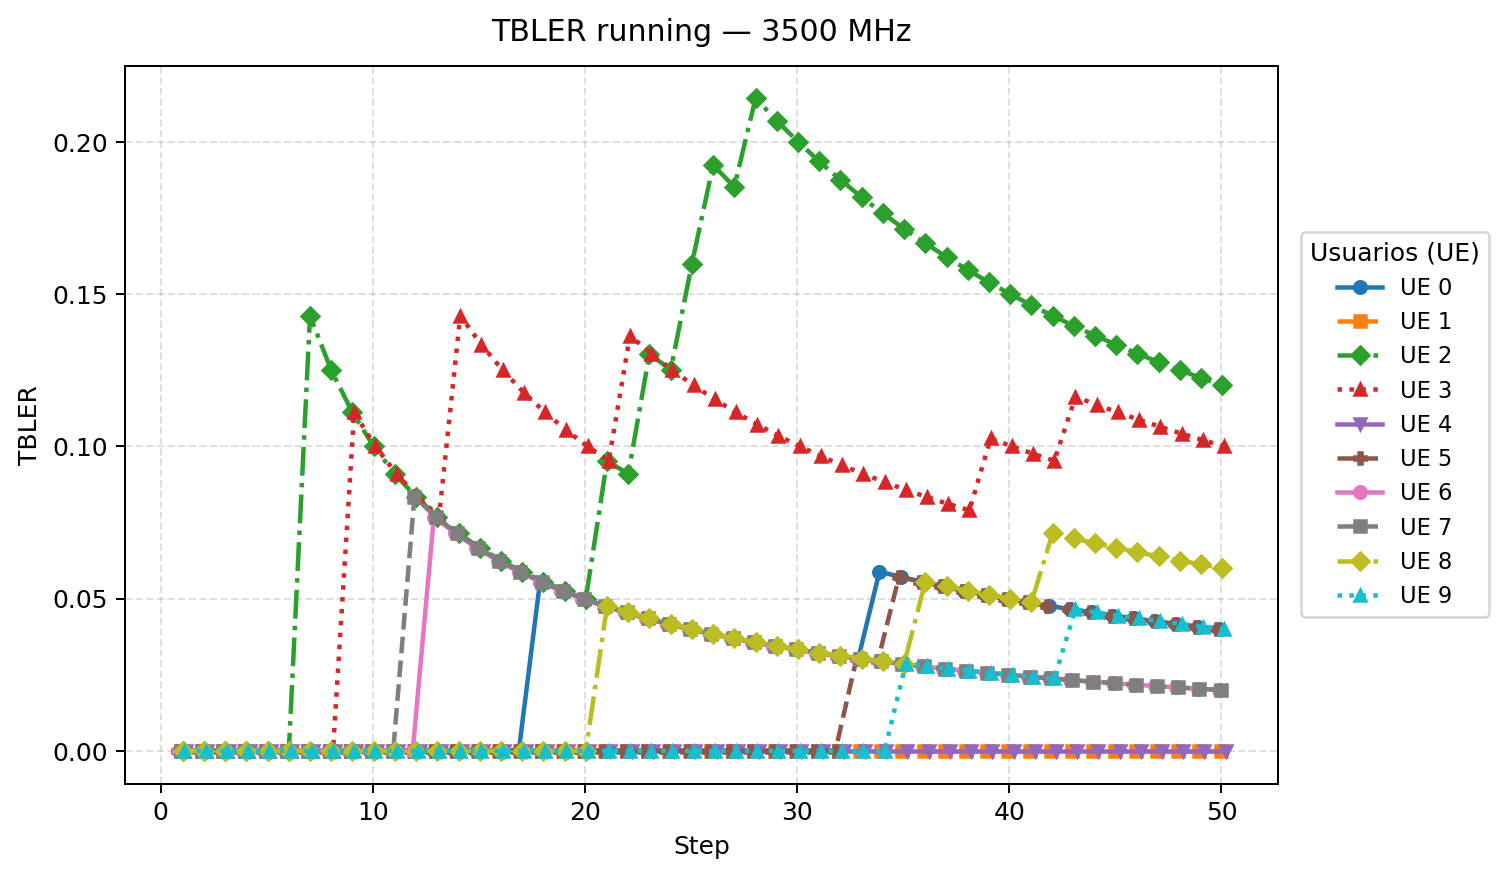 TBLER running — 3500 MHz
TBLER
0.20
0.15
0.10
0.05
0.00
0
10
20
30
40
50
Step
Usuarios (UE)
UE 0
UE 1
UE 2
UE 3
UE 4
UE 5
UE 6
UE 7
UE 8
UE 9